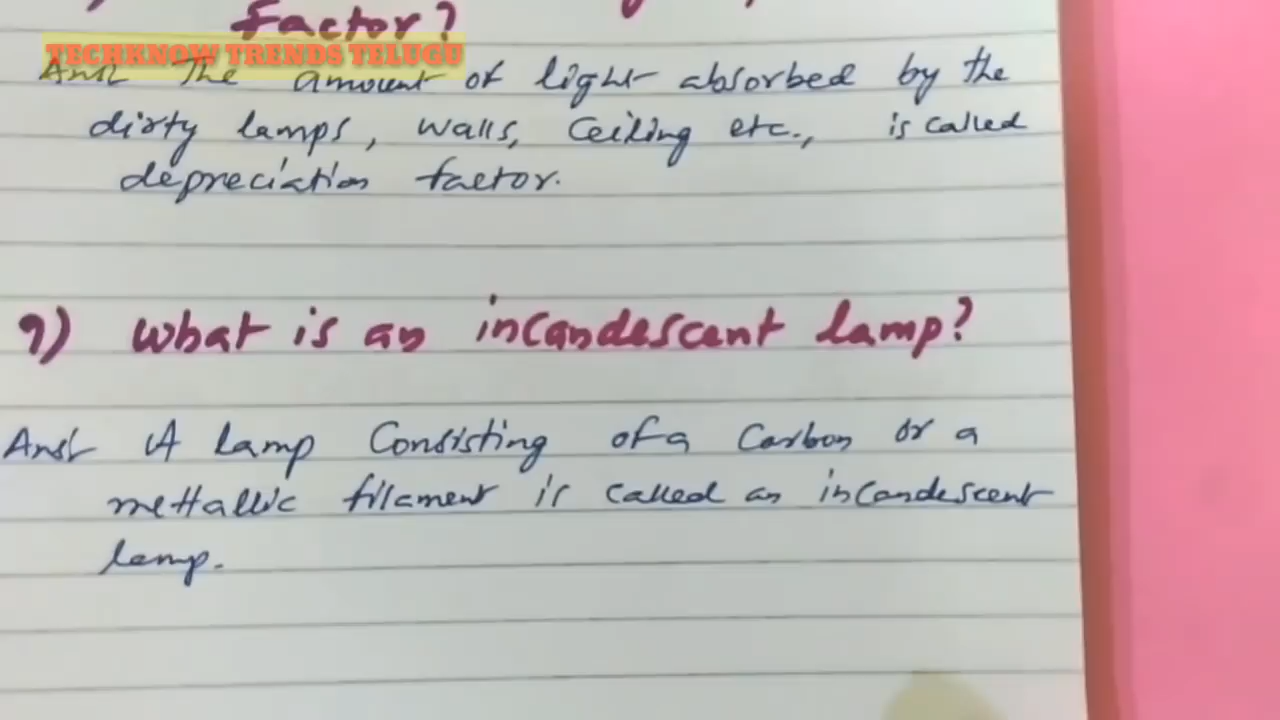 Factor?
TECHKNOW TRENDS TELUGU
Ans:- The amount of light absorbed by the
dirty lamps, walls, Ceiling etc., is called
depreciation factor.
9) What is an incandescent lamp?
Ans:- A lamp Consisting of a Carbon or a
mettallic filament is called an incandescent
lamp.